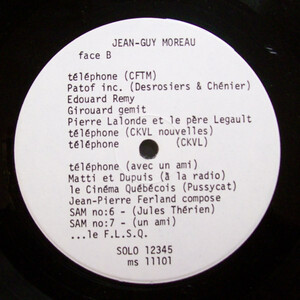 JEAN-GUY MOREAU
face B
téléphone (CFTM)
Patof inc. (Desrosiers & Chénier)
Edouard Remy
Girouard gemit
Pierre Lalonde et le père Legault
téléphone (CKVL nouvelles)
téléphone (CKVL)
téléphone (avec un ami)
Matti et Dupuis (à la radio)
le Cinéma Québécois (Pussycat)
Jean-Pierre Ferland compose
SAM no:6 - (Jules Thérien)
SAM no:7 - (un ami)
...le F.L.S.Q.
SOLO 12345
ms 11101